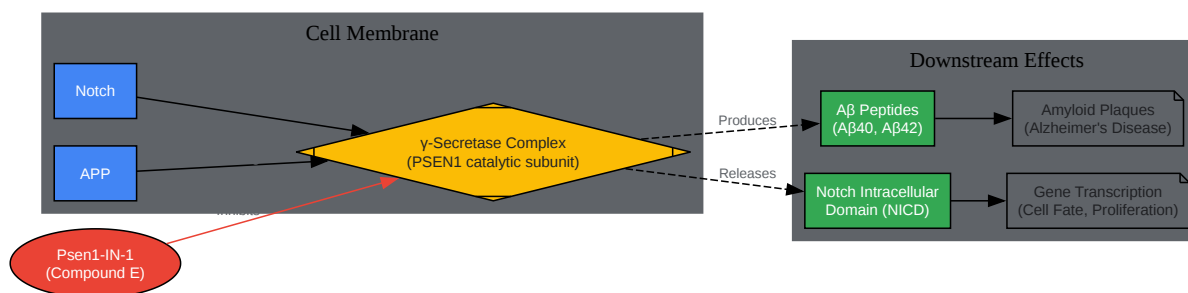 Cell Membrane
Notch
APP
γ-Secretase Complex
(PSEN1 catalytic subunit)
Psen1-IN-1
(Compound E)
Produces
Releases
Downstream Effects
Aβ Peptides
(Aβ40, Aβ42)
Amyloid Plaques
(Alzheimer's Disease)
Notch Intracellular
Domain (NICD)
Gene Transcription
(Cell Fate, Proliferation)